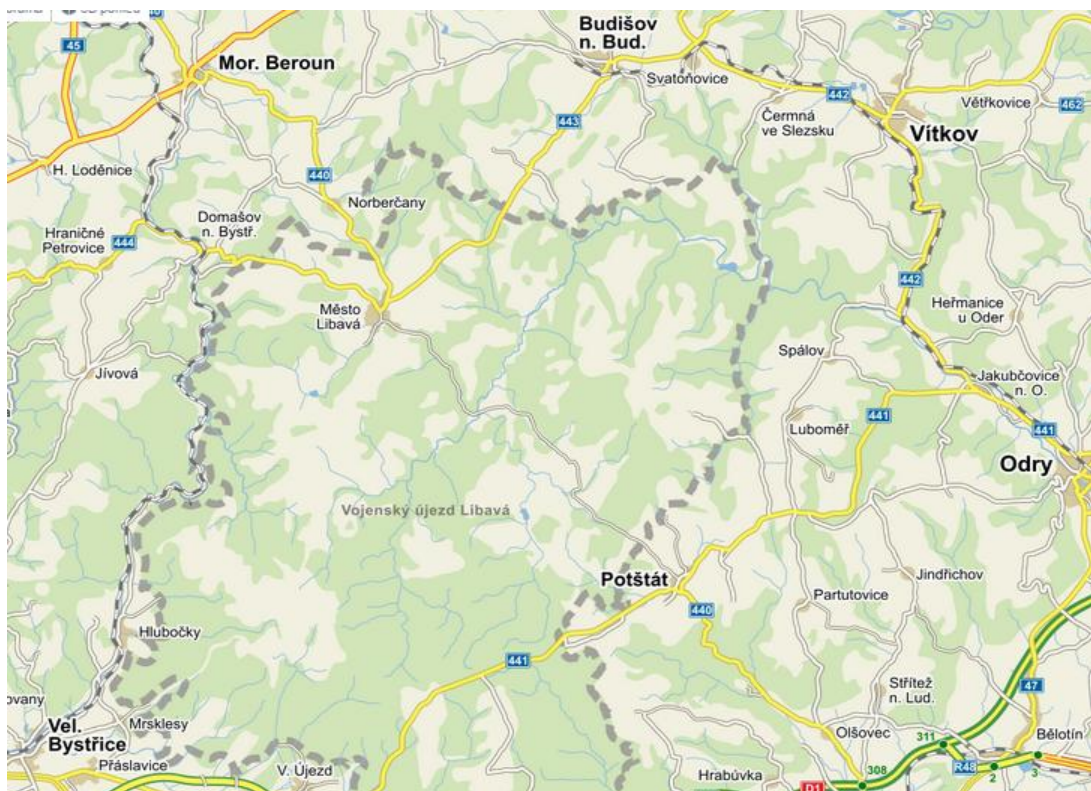 45
Mor. Beroun
Budišov
n. Bud.
Svatoňovice
442
Čermná
ve Slezsku
Větřkovice
462
Vítkov
443
H. Loděnice
440
Norberčany
Domašov
n. Bystř.
Hraničné
Petrovice
444
442
Město
Libavá
Heřmanice
u Oder
Spálov
Jívová
Jakubčovice
n. O.
441
Luboměř
441
Odry
Vojenský újezd Libavá
Potštát
Jindřichov
Partutovice
440
Hlubočky
441
Střítež
n. Lud.
47
Mrsklesy
Vel.
Bystřice
Olšovec
311
Bělotín
Přáslavice
V. Újezd
Hrabůvka
308
R48
2
3
D1